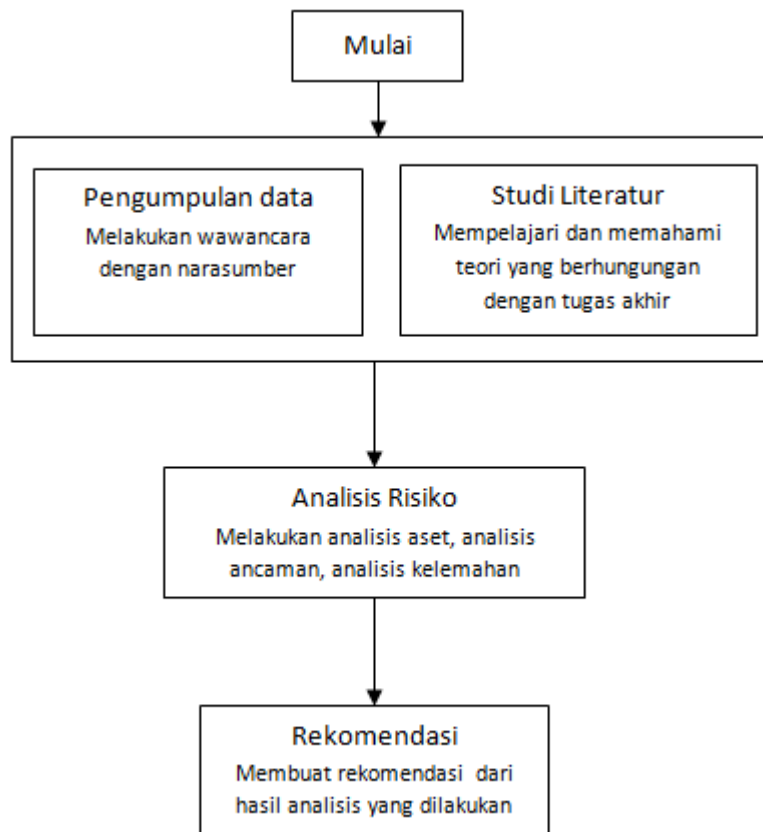 Mulai
Pengumpulan data
Melakukan wawancara
dengan narasumber
Studi Literatur
Mempelajari dan memahami
teori yang berhungungan
dengan tugas akhir
Analisis Risiko
Melakukan analisis aset, analisis
ancaman, analisis kelemahan
Rekomendasi
Membuat rekomendasi dari
hasil analisis yang dilakukan